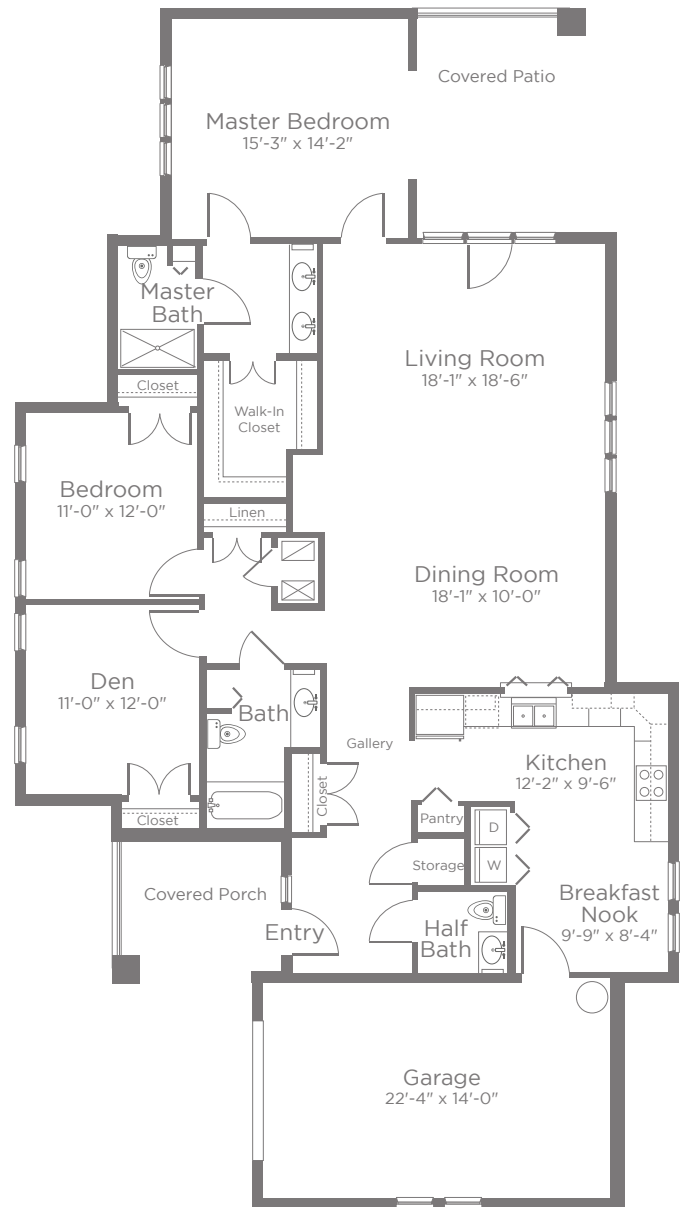 Covered Patio
Master Bedroom
15'-3" x 14'-2"
Master
Bath
Living Room
18'-1" x 18'-6"
Closet
Walk-In
Closet
Bedroom
11'-0" x 12'-0"
Linen
Dining Room
18'-1" x 10'-0"
Den
11'-0" x 12'-0"
Bath
Gallery
Kitchen
12'-2" x 9'-6"
Closet
Closet
Pantry
D
Storage
W
Covered Porch
Breakfast
Nook
9'-9" x 8'-4"
Entry
Half
Bath
Garage
22'-4" x 14'-0"